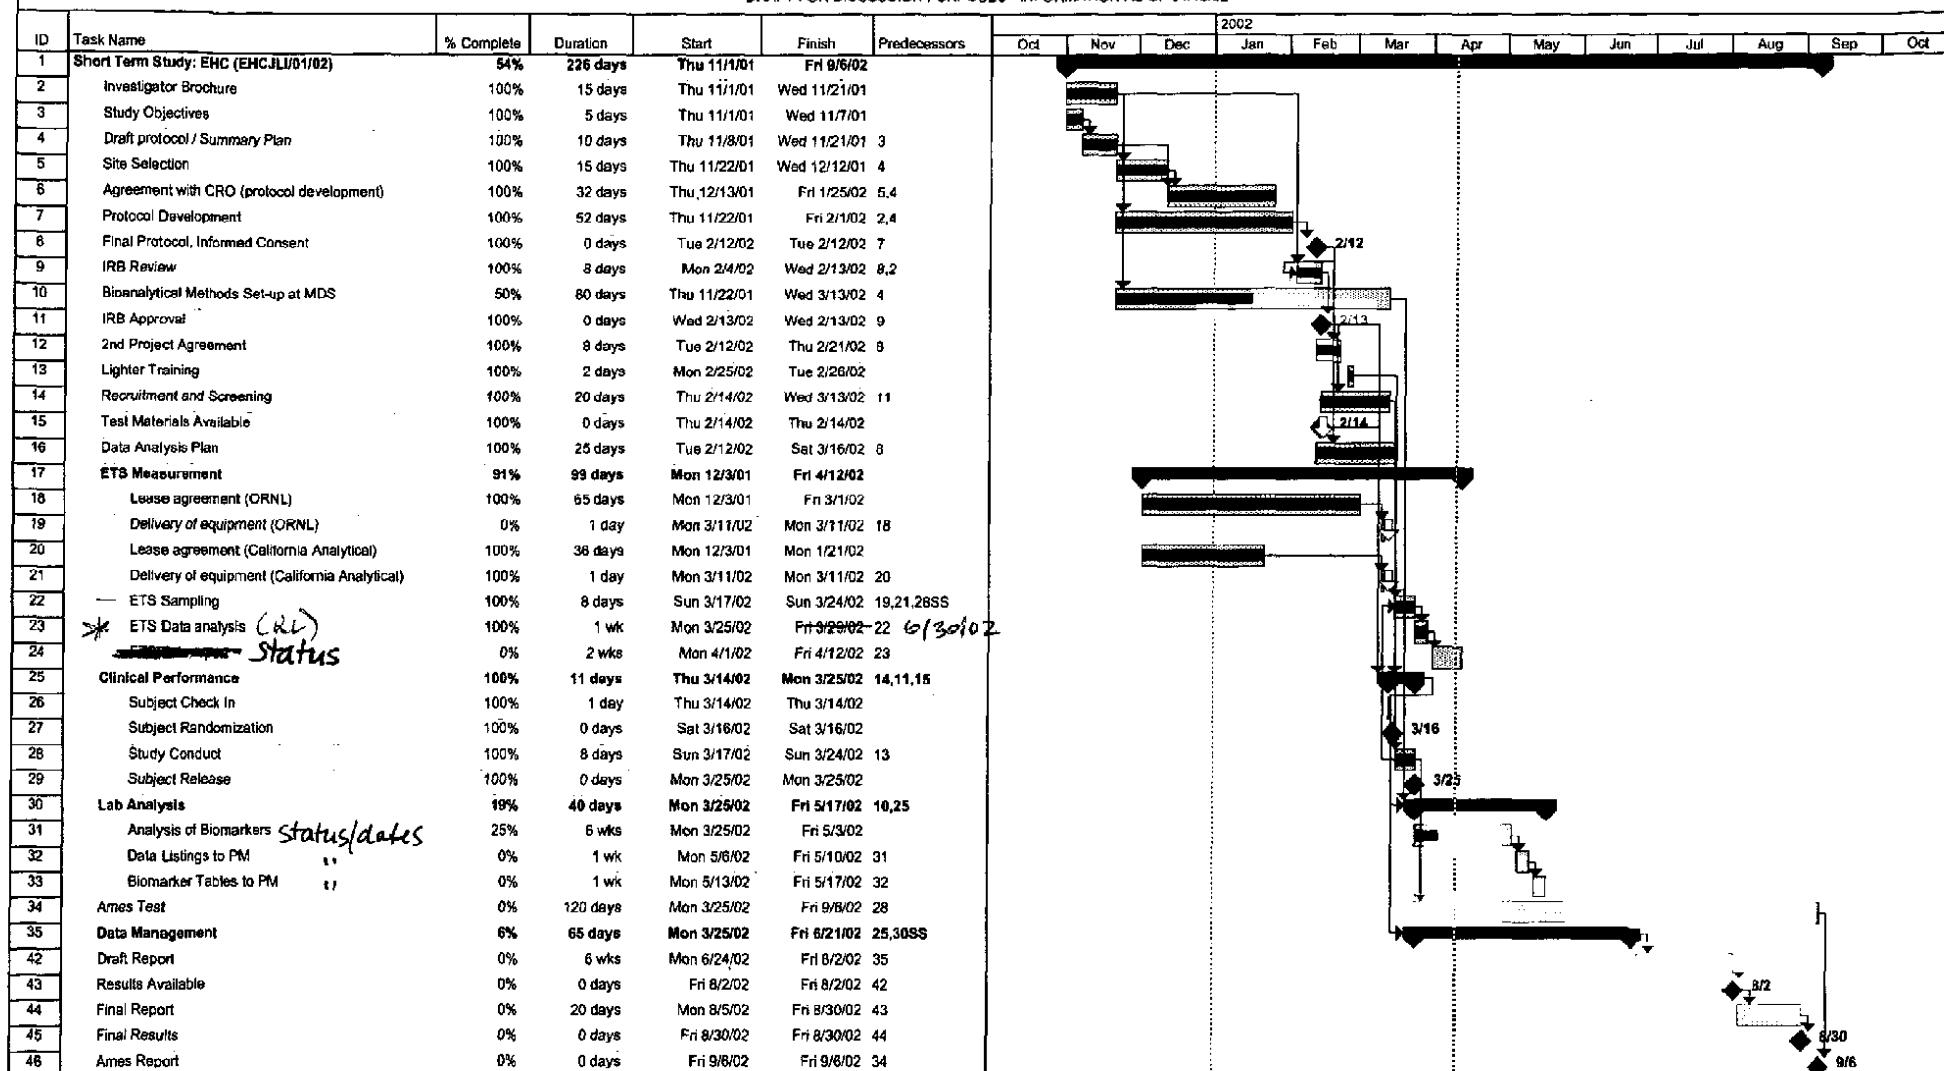 2002
ID Task Name % Complete Duration Start Finish Predecessors Oct Nov Dec Jan Feb Mar Apr May Jun Jul Aug Sep Oct
1 Short Term Study: EHC (EHCJLI/01/02) 54% 226 days Thu 11/1/01 Fri 9/6/02
2 Investigator Brochure 100% 15 days Thu 11/1/01 Wed 11/21/01
3 Study Objectives 100% 5 days Thu 11/1/01 Wed 11/7/01
4 Draft protocol / Summary Plan 100% 10 days Thu 11/8/01 Wed 11/21/01 3
5 Site Selection 100% 15 days Thu 11/22/01 Wed 12/12/01 4
6 Agreement with CRO (protocol development) 100% 32 days Thu 12/13/01 Fri 1/25/02 5,4
7 Protocol Development 100% 52 days Thu 11/22/01 Fri 2/1/02 2,4
8 Final Protocol, Informed Consent 100% 0 days Tue 2/12/02 Tue 2/12/02 7 2/12
9 IRB Review 100% 8 days Mon 2/4/02 Wed 2/13/02 8,2
10 Bioanalytical Methods Set-up at MDS 50% 80 days Thu 11/22/01 Wed 3/13/02 4
11 IRB Approval 100% 0 days Wed 2/13/02 Wed 2/13/02 9 2/13
12 2nd Project Agreement 100% 8 days Tue 2/12/02 Thu 2/21/02 8
13 Lighter Training 100% 2 days Mon 2/25/02 Tue 2/26/02
14 Recruitment and Screening 100% 20 days Thu 2/14/02 Wed 3/13/02 11
15 Test Materials Available 100% 0 days Thu 2/14/02 Thu 2/14/02 2/14
16 Data Analysis Plan 100% 25 days Tue 2/12/02 Sat 3/16/02 8
17 ETS Measurement 91% 99 days Mon 12/3/01 Fri 4/12/02
18 Lease agreement (ORNL) 100% 65 days Mon 12/3/01 Fri 3/1/02
19 Delivery of equipment (ORNL) 0% 1 day Mon 3/11/02 Mon 3/11/02 18
20 Lease agreement (California Analytical) 100% 36 days Mon 12/3/01 Mon 1/21/02
21 Delivery of equipment (California Analytical) 100% 1 day Mon 3/11/02 Mon 3/11/02 20
22 — ETS Sampling 100% 8 days Sun 3/17/02 Sun 3/24/02 19,21,28SS
23 * ETS Data analysis 100% 1 wk Mon 3/25/02 Fri 3/29/02 22 6/30/02
24 Status 0% 2 wks Mon 4/1/02 Fri 4/12/02 23
25 Clinical Performance 100% 11 days Thu 3/14/02 Mon 3/25/02 14,11,15
26 Subject Check In 100% 1 day Thu 3/14/02 Thu 3/14/02
27 Subject Randomization 100% 0 days Sat 3/16/02 Sat 3/16/02 3/16
28 Study Conduct 100% 8 days Sun 3/17/02 Sun 3/24/02 13
29 Subject Release 100% 0 days Mon 3/25/02 Mon 3/25/02 3/25
30 Lab Analysis 19% 40 days Mon 3/25/02 Fri 5/17/02 10,25
31 Analysis of Biomarkers status/dates 25% 6 wks Mon 3/25/02 Fri 5/3/02
32 Data Listings to PM " 0% 1 wk Mon 5/6/02 Fri 5/10/02 31
33 Biomarker Tables to PM " 0% 1 wk Mon 5/13/02 Fri 5/17/02 32
34 Ames Test 0% 120 days Mon 3/25/02 Fri 9/6/02 28
35 Data Management 6% 65 days Mon 3/25/02 Fri 6/21/02 25,30SS
42 Draft Report 0% 6 wks Mon 6/24/02 Fri 8/2/02 35
43 Results Available 0% 0 days Fri 8/2/02 Fri 8/2/02 42 8/2
44 Final Report 0% 20 days Mon 8/5/02 Fri 8/30/02 43
45 Final Results 0% 0 days Fri 8/30/02 Fri 8/30/02 44 8/30
46 Ames Report 0% 0 days Fri 9/6/02 Fri 9/6/02 34 9/6